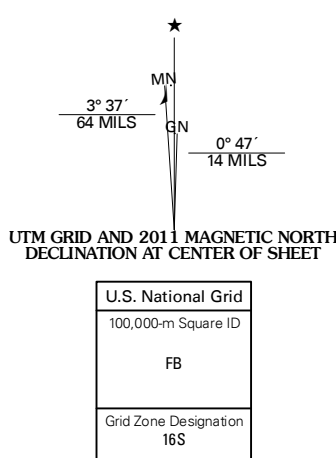 ★
MN
3° 37´
64 MILS
GN
0° 47´
14 MILS
UTM GRID AND 2011 MAGNETIC NORTH
DECLINATION AT CENTER OF SHEET
U.S. National Grid
100,000-m Square ID
FB
Grid Zone Designation
16S